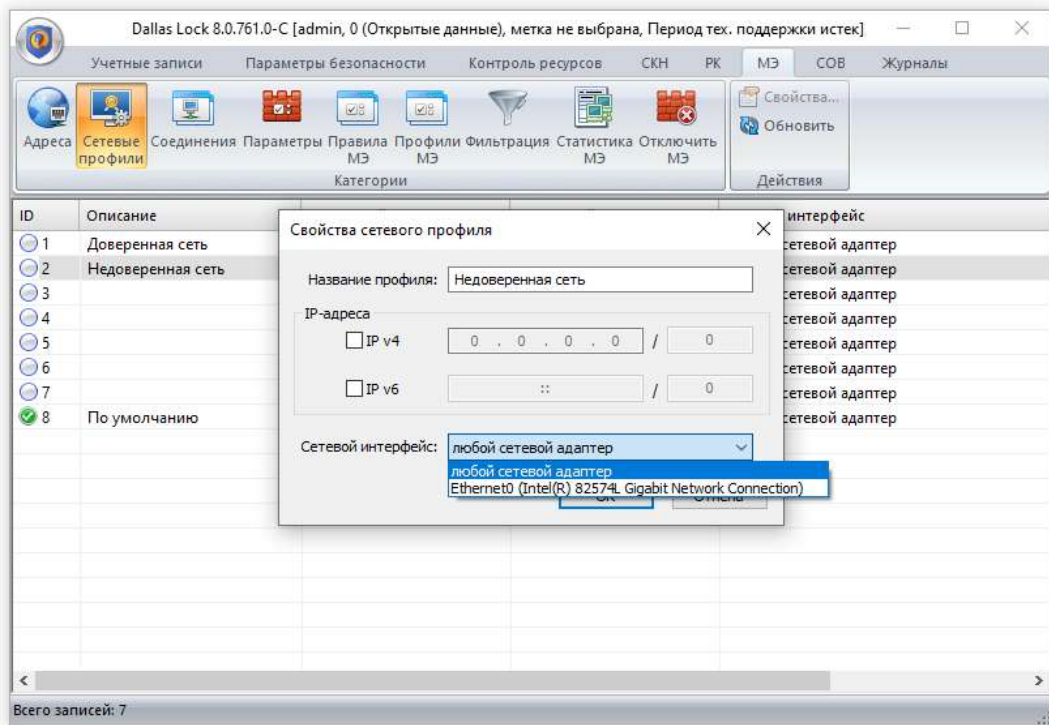 Dallas Lock 8.0.761.0-C [admin, 0 (Открытые данные), метка не выбрана, Период тех. поддержки истек]
Учетные записи Параметры безопасности Контроль ресурсов СКН РК МЭ СОВ Журналы
Адреса Сетевые профили Соединения Параметры Правила МЭ Профили МЭ Фильтрация Статистика МЭ Отключить МЭ
Свойства...
Обновить
Категории Действия
ID Описание интерфейс
1 Доверенная сеть сетевой адаптер
2 Недоверенная сеть сетевой адаптер
3 сетевой адаптер
4 сетевой адаптер
5 сетевой адаптер
6 сетевой адаптер
7 сетевой адаптер
8 По умолчанию сетевой адаптер
Свойства сетевого профиля
Название профиля: Недоверенная сеть
IP-адреса
IP v4 0 . 0 . 0 . 0 / 0
IP v6 :: / 0
Сетевой интерфейс: любой сетевой адаптер
любой сетевой адаптер
Ethernet0 (Intel(R) 82574L Gigabit Network Connection)
Всего записей: 7